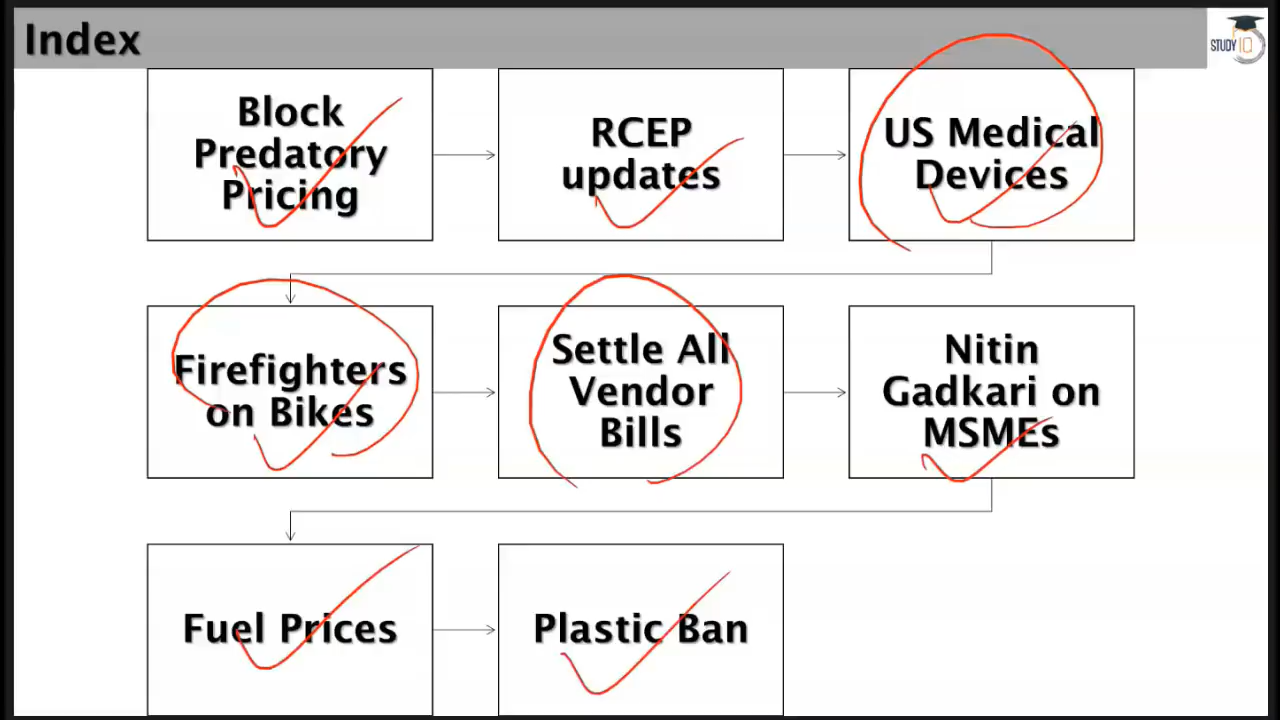 Index
STUDY IQ
Block
Predatory
Pricing
RCEP
updates
US Medical
Devices
Firefighters
on Bikes
Settle All
Vendor
Bills
Nitin
Gadkari on
MSMEs
Fuel Prices
Plastic Ban